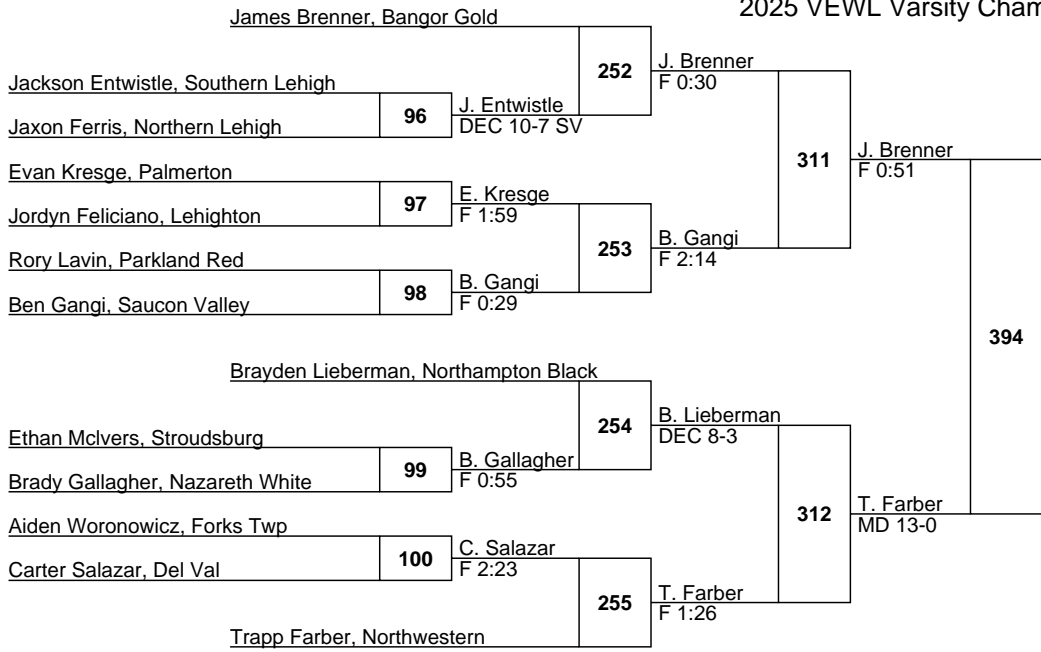 2025 VEWL Varsity Cham
James Brenner, Bangor Gold
252
J. Brenner
F 0:30
Jackson Entwistle, Southern Lehigh
96
J. Entwistle
DEC 10-7 SV
Jaxon Ferris, Northern Lehigh
311
J. Brenner
F 0:51
Evan Kresge, Palmerton
97
E. Kresge
F 1:59
Jordyn Feliciano, Lehighton
253
B. Gangi
F 2:14
Rory Lavin, Parkland Red
98
B. Gangi
F 0:29
Ben Gangi, Saucon Valley
394
Brayden Lieberman, Northampton Black
254
B. Lieberman
DEC 8-3
Ethan McIvers, Stroudsburg
99
B. Gallagher
F 0:55
Brady Gallagher, Nazareth White
312
T. Farber
MD 13-0
Aiden Woronowicz, Forks Twp
100
C. Salazar
F 2:23
Carter Salazar, Del Val
255
T. Farber
F 1:26
Trapp Farber, Northwestern